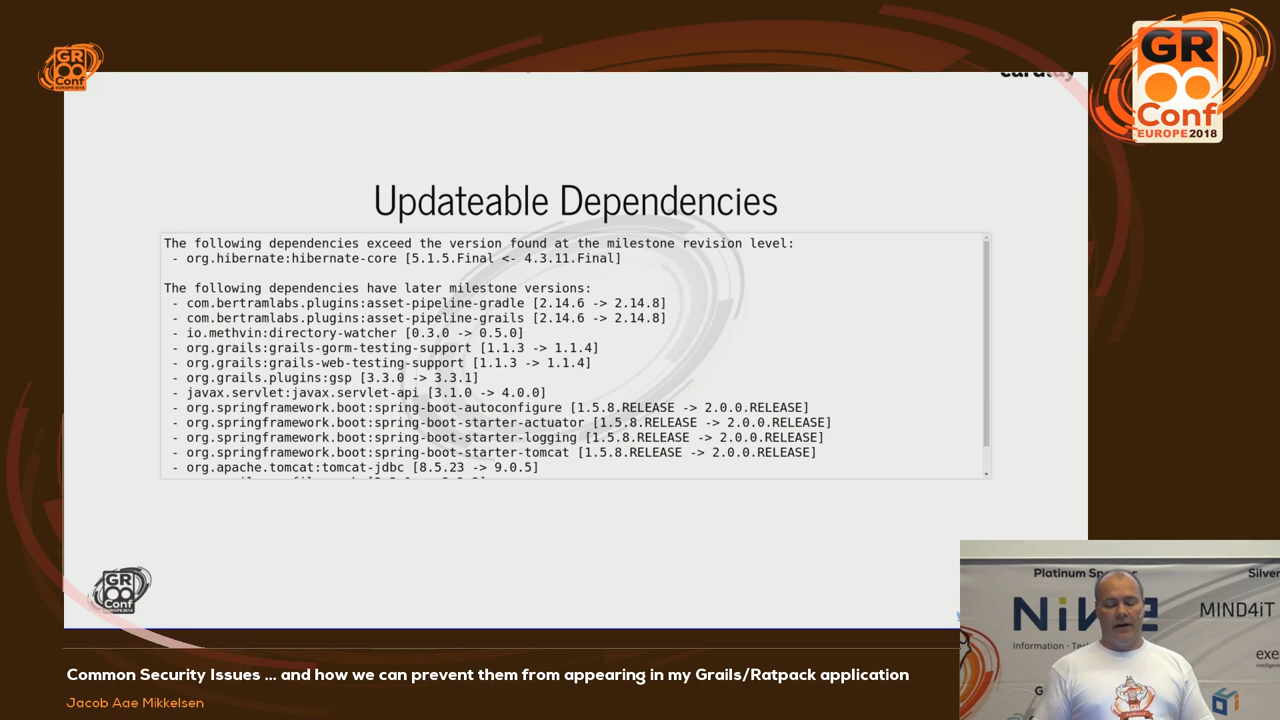 GR
Conf
EUROPE2018
GR
Conf
EUROPE2018
Updateable Dependencies
The following dependencies exceed the version found at the milestone revision level:
- org.hibernate:hibernate-core [5.1.5.Final <- 4.3.11.Final]
The following dependencies have later milestone versions:
- com.bertramlabs.plugins:asset-pipeline-gradle [2.14.6 -> 2.14.8]
- com.bertramlabs.plugins:asset-pipeline-grails [2.14.6 -> 2.14.8]
- io.methvin:directory-watcher [0.3.0 -> 0.5.0]
- org.grails:grails-gorm-testing-support [1.1.3 -> 1.1.4]
- org.grails:grails-web-testing-support [1.1.3 -> 1.1.4]
- org.grails.plugins:gsp [3.3.0 -> 3.3.1]
- javax.servlet:javax.servlet-api [3.1.0 -> 4.0.0]
- org.springframework.boot:spring-boot-autoconfigure [1.5.8.RELEASE -> 2.0.0.RELEASE]
- org.springframework.boot:spring-boot-starter-actuator [1.5.8.RELEASE -> 2.0.0.RELEASE]
- org.springframework.boot:spring-boot-starter-logging [1.5.8.RELEASE -> 2.0.0.RELEASE]
- org.springframework.boot:spring-boot-starter-tomcat [1.5.8.RELEASE -> 2.0.0.RELEASE]
- org.apache.tomcat:tomcat-jdbc [8.5.23 -> 9.0.5]
GR
Conf
EUROPE2018
Platinum
Silver
MIND4iT
Information
Common Security Issues ... and how we can prevent them from appearing in my Grails/Ratpack application
Jacob Aae Mikkelsen